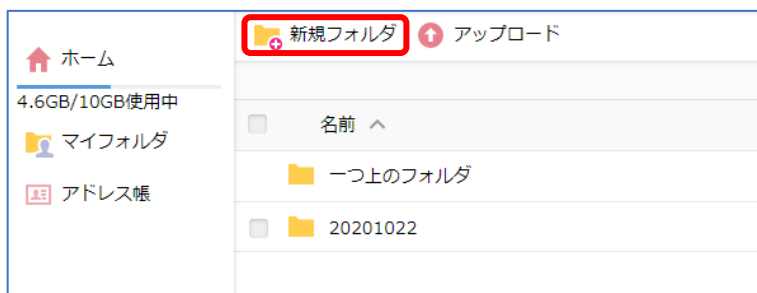 ホーム
4.6GB/10GB使用中
マイフォルダ
アドレス帳
新規フォルダ アップロード
名前
一つ上のフォルダ
20201022